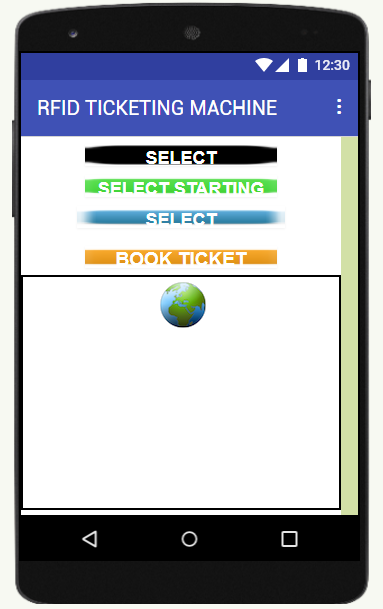 12:30
RFID TICKETING MACHINE
SELECT
SELECT STARTING
SELECT
BOOK TICKET